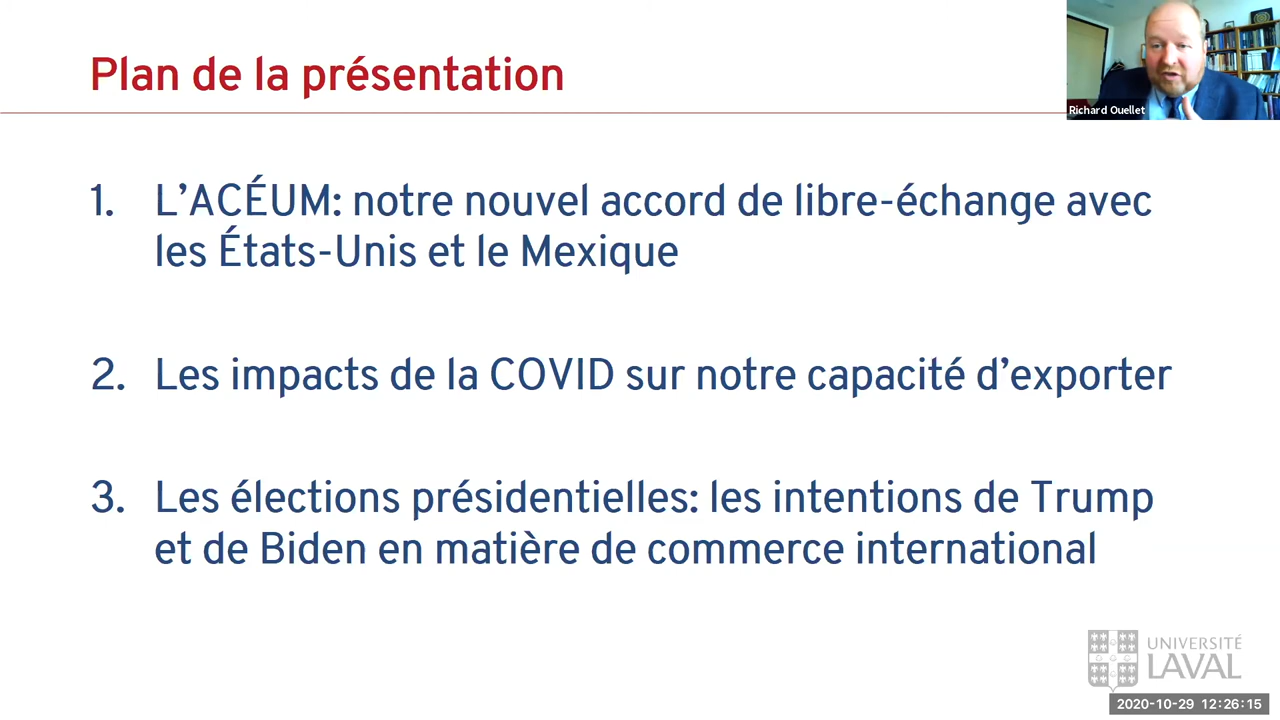 Plan de la présentation
Richard Ouellet
1. L’ACÉUM: notre nouvel accord de libre-échange avec
les États-Unis et le Mexique
2. Les impacts de la COVID sur notre capacité d’exporter
3. Les élections présidentielles: les intentions de Trump
et de Biden en matière de commerce international
UNIVERSITÉ
LAVAL
2020-10-29 12:26:15